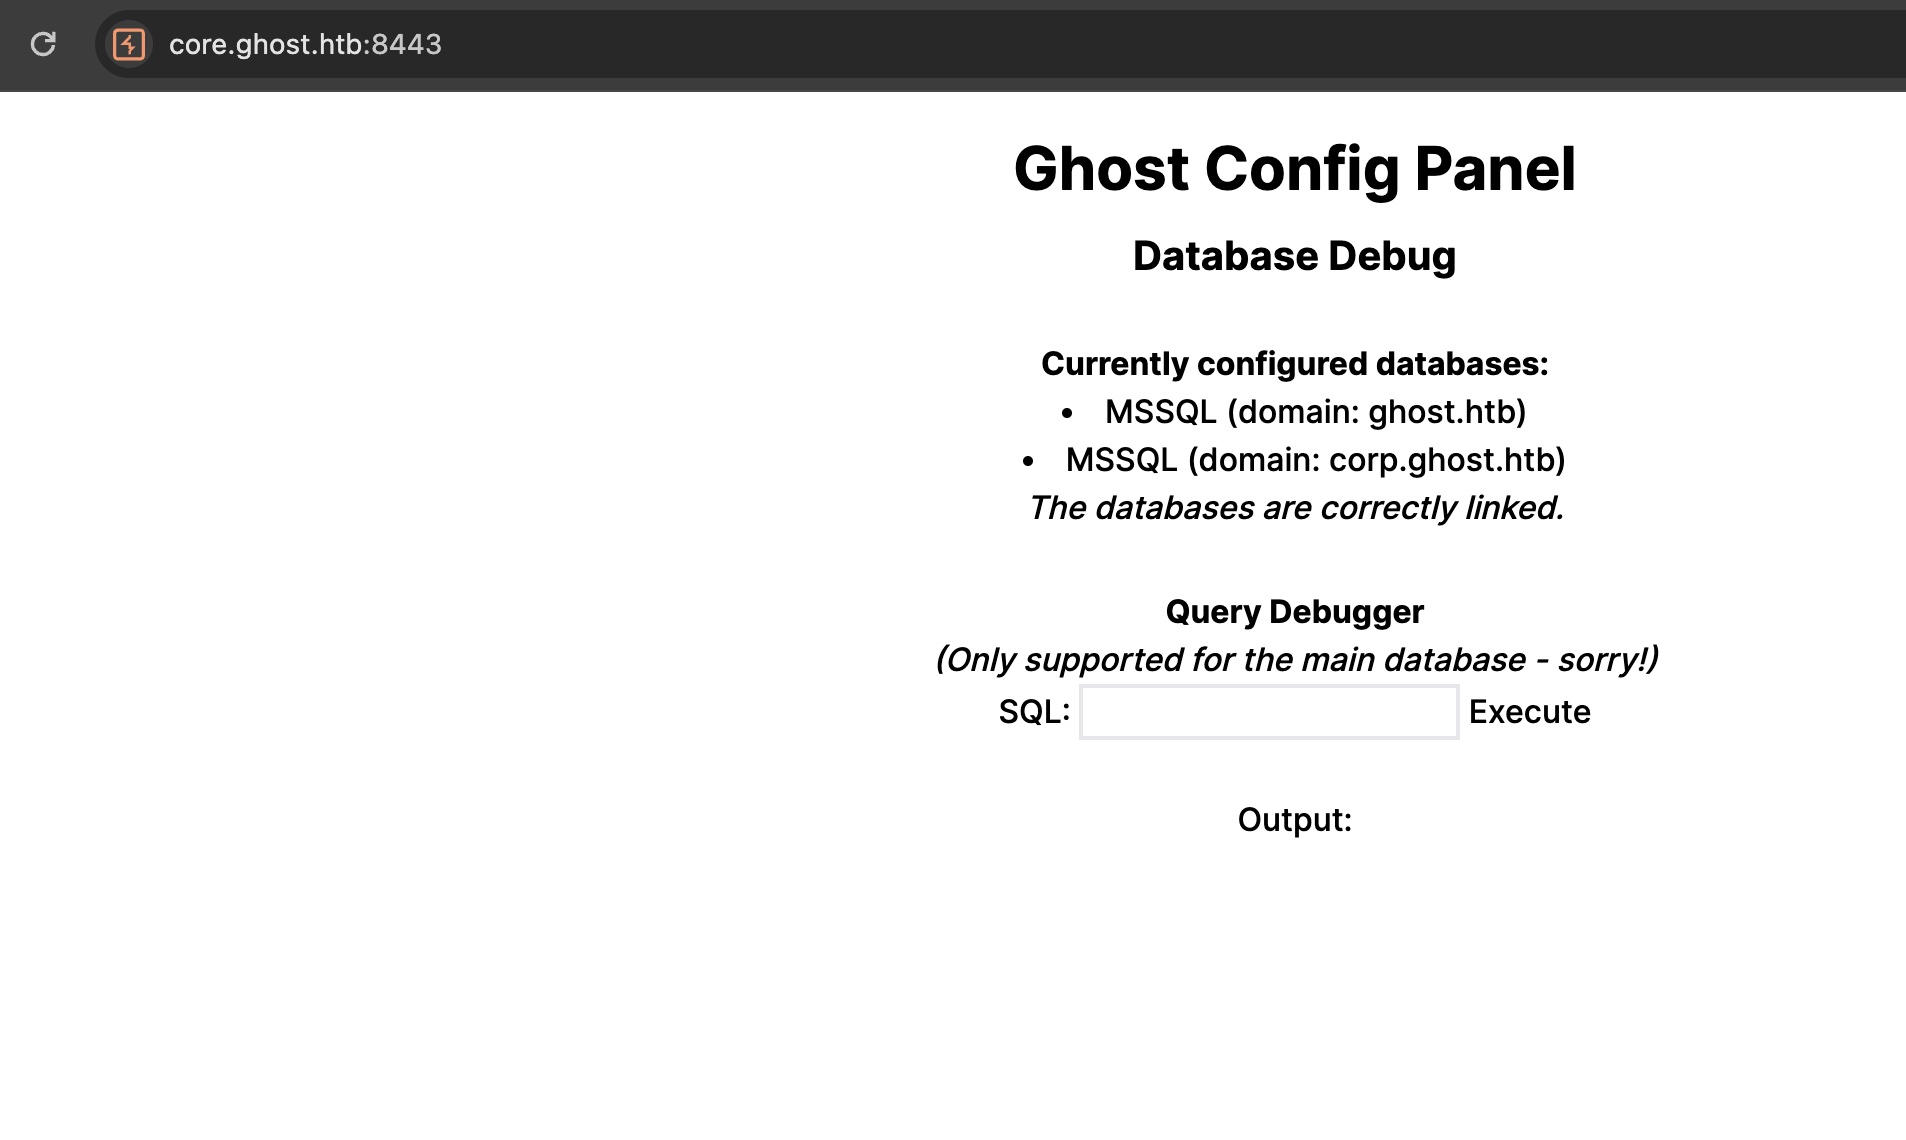 core.ghost.htb:8443
Ghost Config Panel
Database Debug
Currently configured databases:
• MSSQL (domain: ghost.htb)
• MSSQL (domain: corp.ghost.htb)
The databases are correctly linked.
Query Debugger
(Only supported for the main database - sorry!)
SQL: Execute
Output: